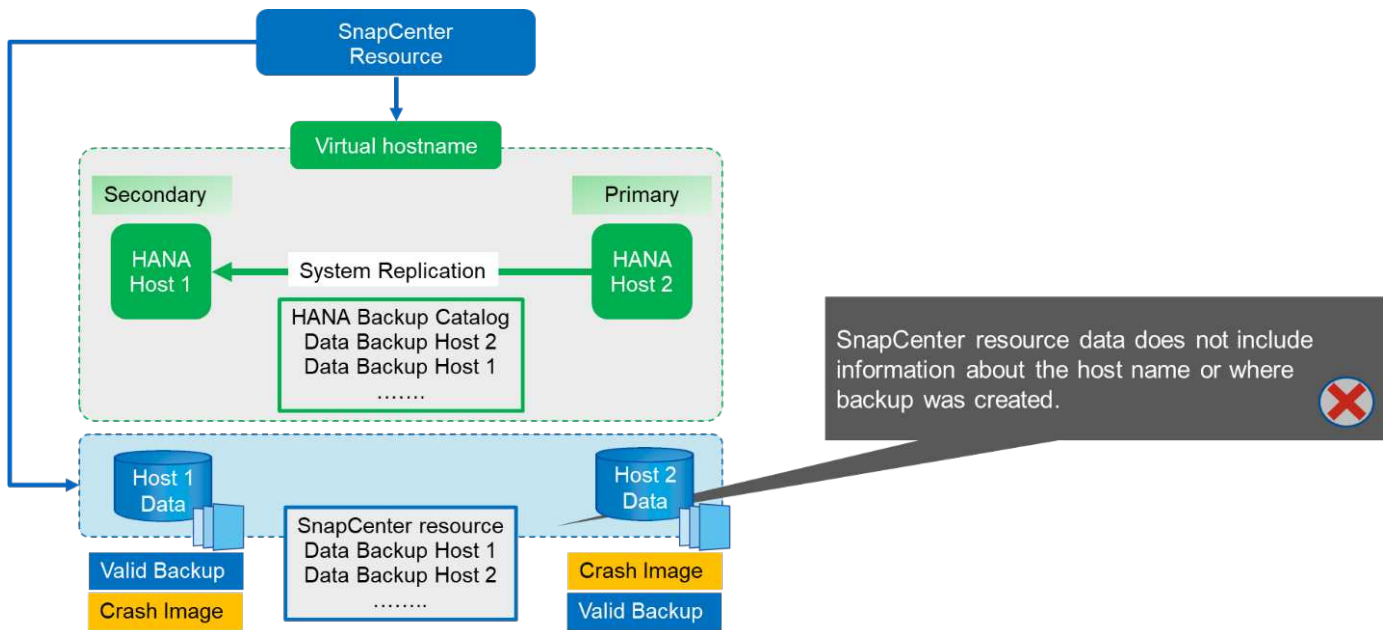 SnapCenter
Resource
Virtual hostname
Secondary
Primary
HANA
Host 1
System Replication
HANA
Host 2
HANA Backup Catalog
Data Backup Host 2
Data Backup Host 1
…….
SnapCenter resource data does not include
information about the host name or where
backup was created.
Host 1
Data
Host 2
Data
SnapCenter resource
Data Backup Host 1
Data Backup Host 2
……..
Valid Backup
Crash Image
Crash Image
Valid Backup